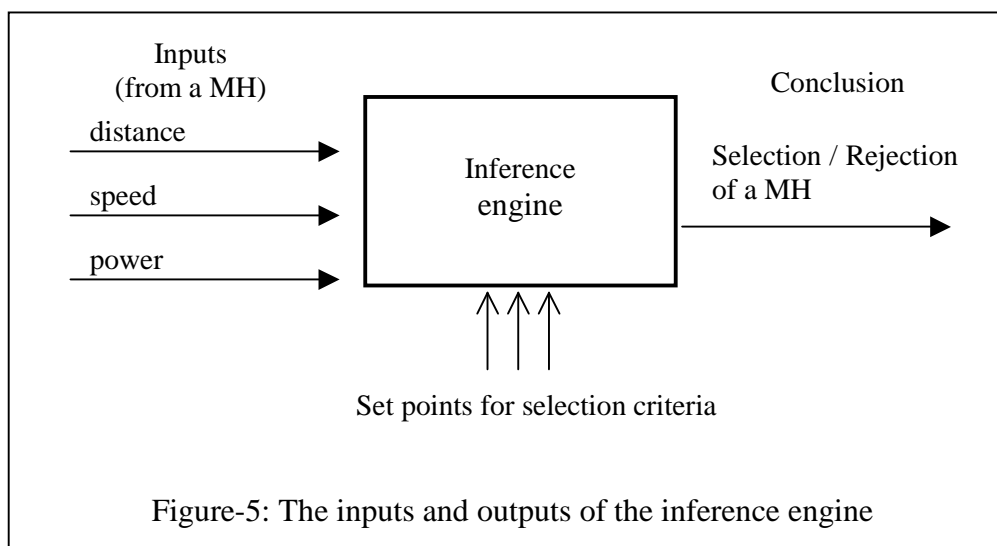 Inputs
(from a MH)
distance
speed
power
Inference
engine
Conclusion
Selection / Rejection
of a MH
Set points for selection criteria
Figure-5: The inputs and outputs of the inference engine